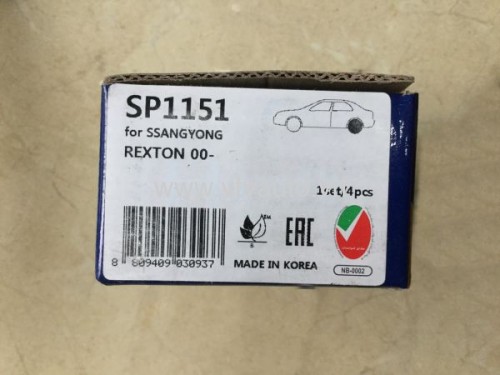 SP1151
for SSANGYONG
REXTON 00-
1set/4pcs
8 809409 030937
EAC
MADE IN KOREA
NB-0002